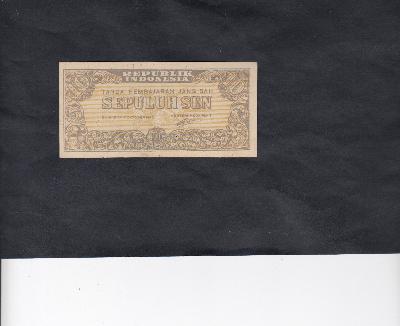 REPUBLIK
INDONESIA
TANDA PEMBAJARAN JANG SAH
SEPULUH SEN